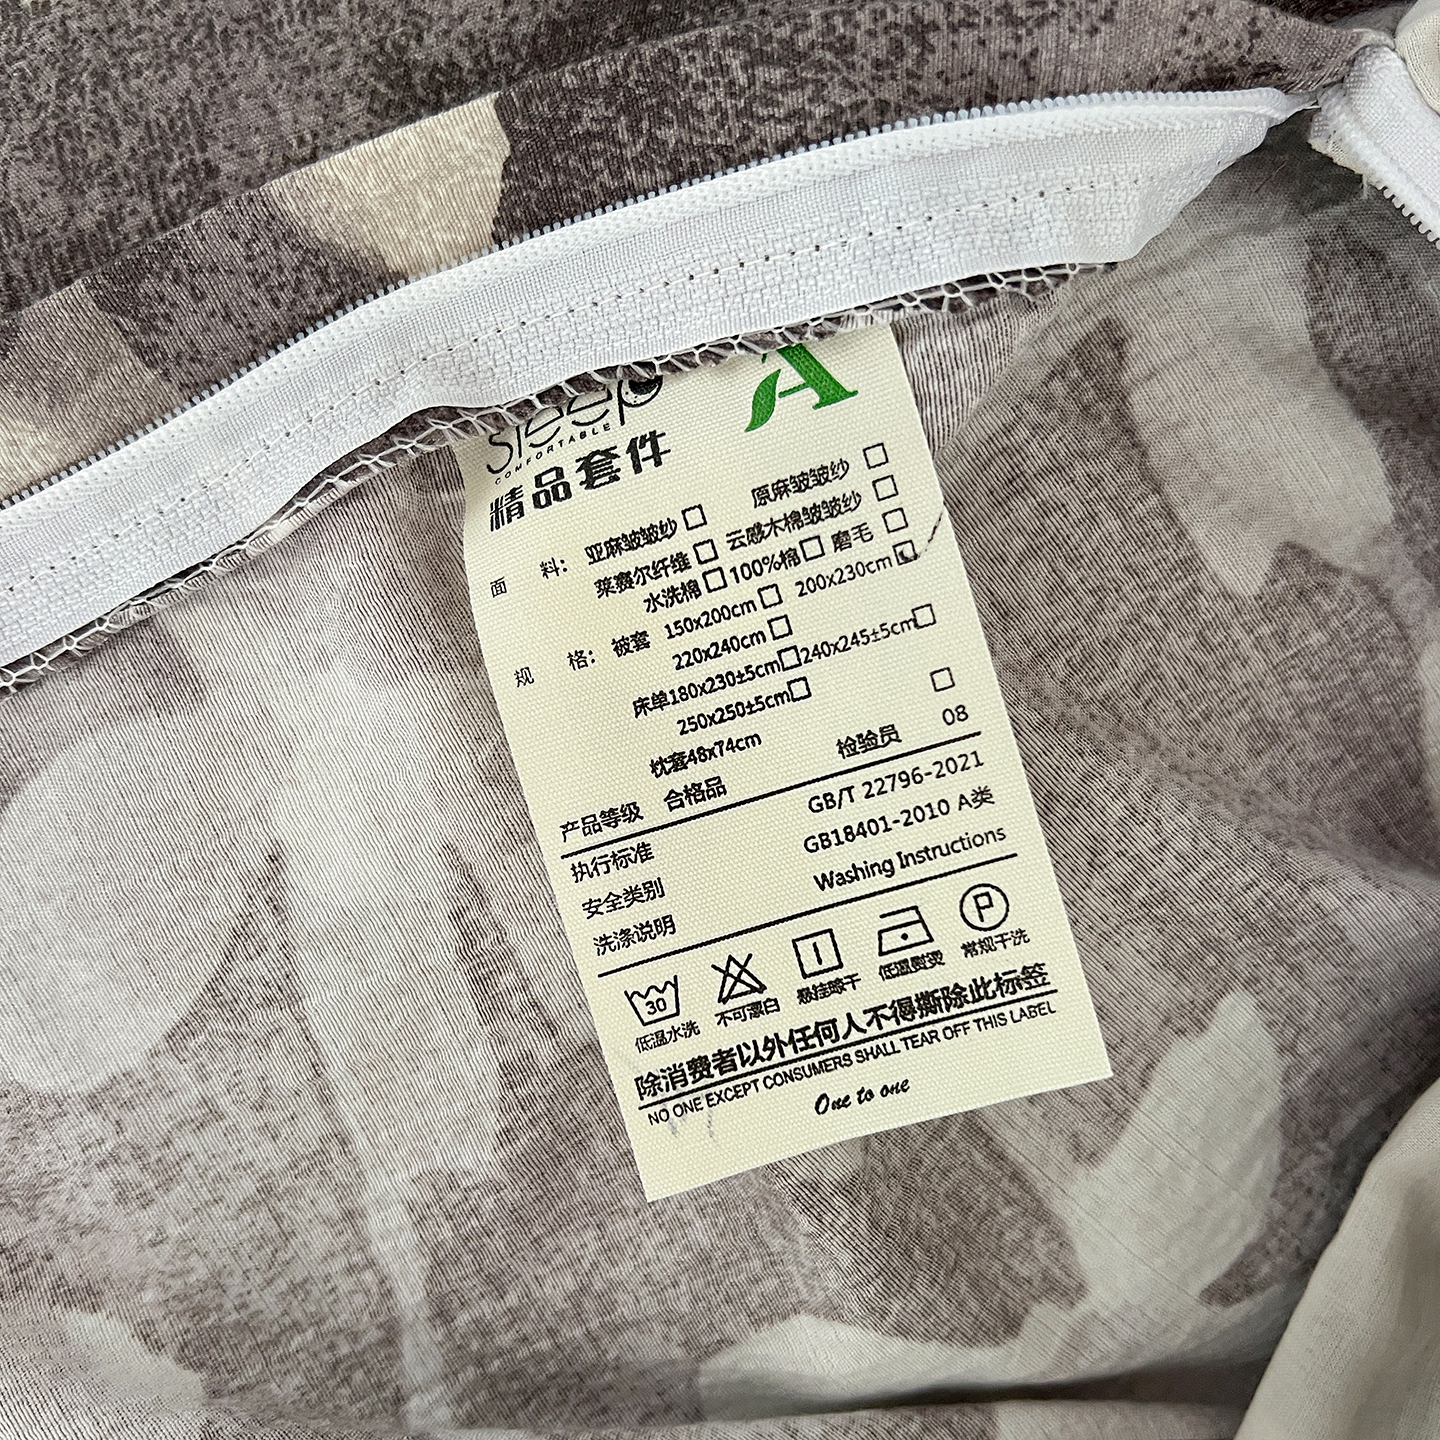 sleep
COMFORTABLE
A
精品套件
面 料： 亚麻皱皱纱□ 原麻皱皱纱□
莱赛尔纤维□ 云感木棉皱皱纱□
水洗棉□ 100%棉□ 磨毛□
规 格： 被套 150x200cm□ 200x230cm□
220x240cm□
床单180x230±5cm□240x245±5cm□
250x250±5cm□
枕套48x74cm □
产品等级 合格品 检验员 08
执行标准 GB/T 22796-2021
安全类别 GB18401-2010 A类
洗涤说明 Washing Instructions
30 P
低温水洗 不可漂白 悬挂晾干 低温熨烫 常规干洗
除消费者以外任何人不得撕除此标签
NO ONE EXCEPT CONSUMERS SHALL TEAR OFF THIS LABEL
One to one